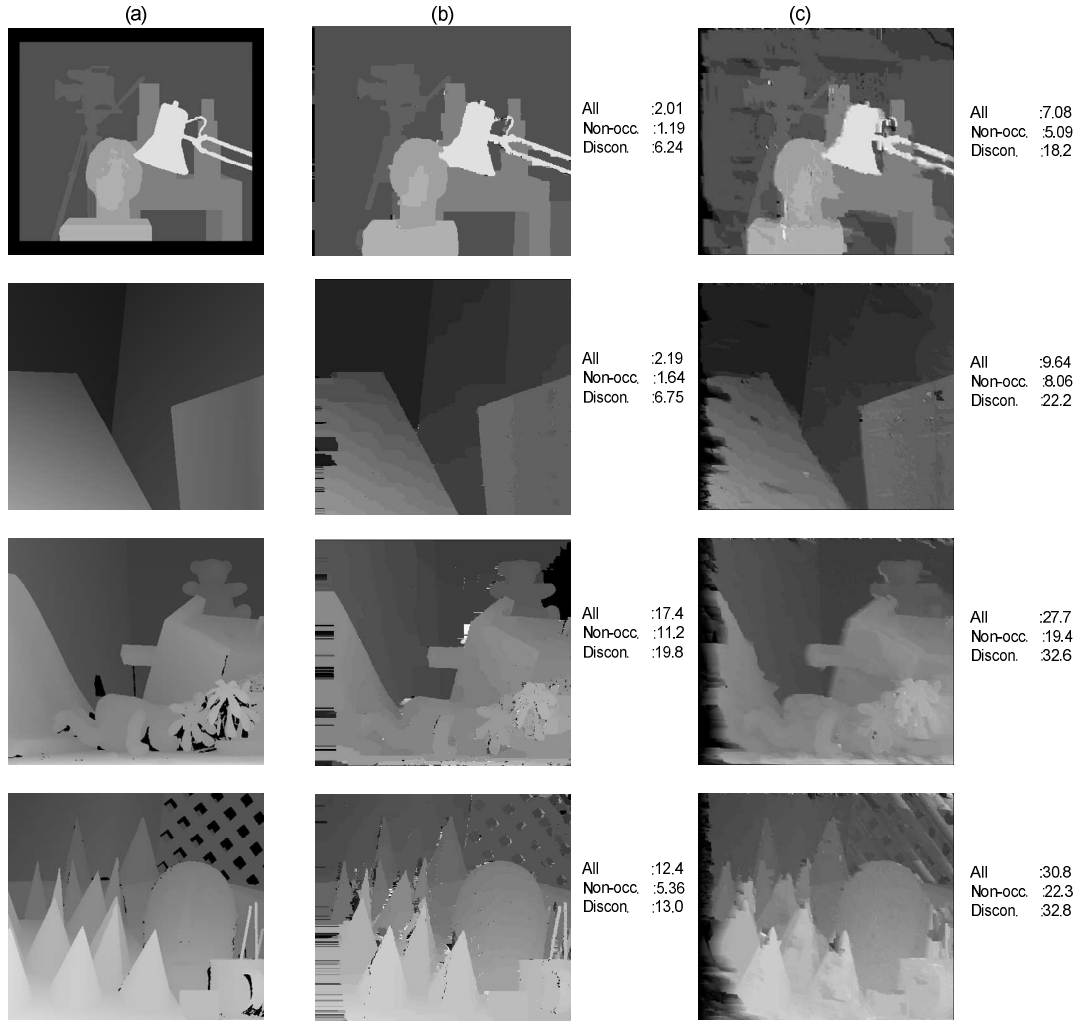 (a) (b) (c)
All :2.01
Non-occ. :1.19
Discon. :6.24
All :7.08
Non-occ. :5.09
Discon. :18.2
All :2.19
Non-occ. :1.64
Discon. :6.75
All :9.64
Non-occ. :8.06
Discon. :22.2
All :17.4
Non-occ. :11.2
Discon. :19.8
All :27.7
Non-occ. :19.4
Discon. :32.6
All :12.4
Non-occ. :5.36
Discon. :13.0
All :30.8
Non-occ. :22.3
Discon. :32.8